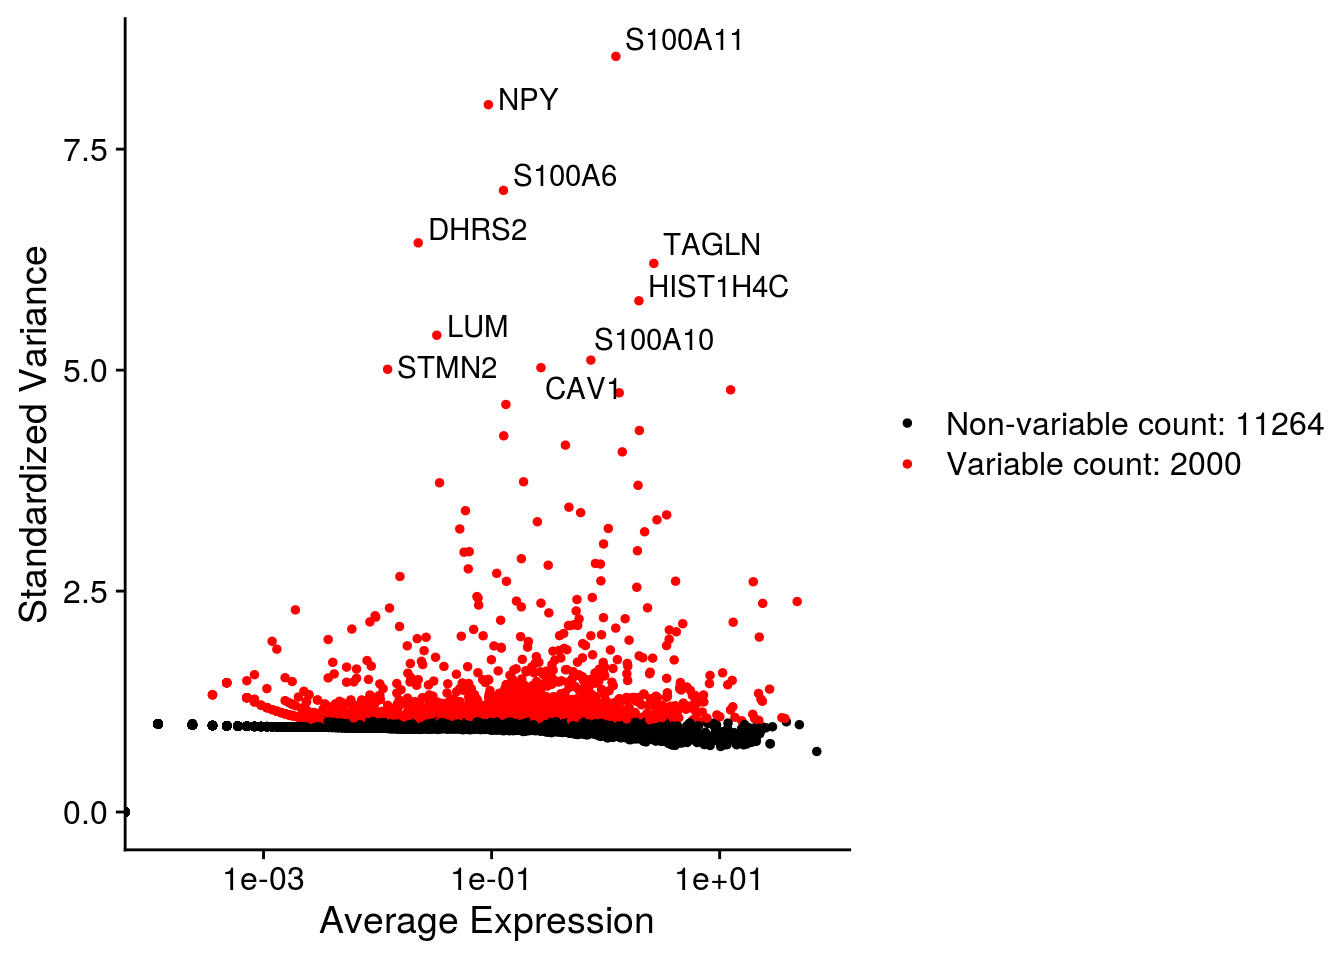 S100A11
NPY
7.5
S100A6
DHRS2
TAGLN
HIST1H4C
LUM
S100A10
5.0
STMN2
CAV1
Standardized Variance
Non-variable count: 11264
Variable count: 2000
2.5
0.0
1e-03
1e-01
1e+01
Average Expression